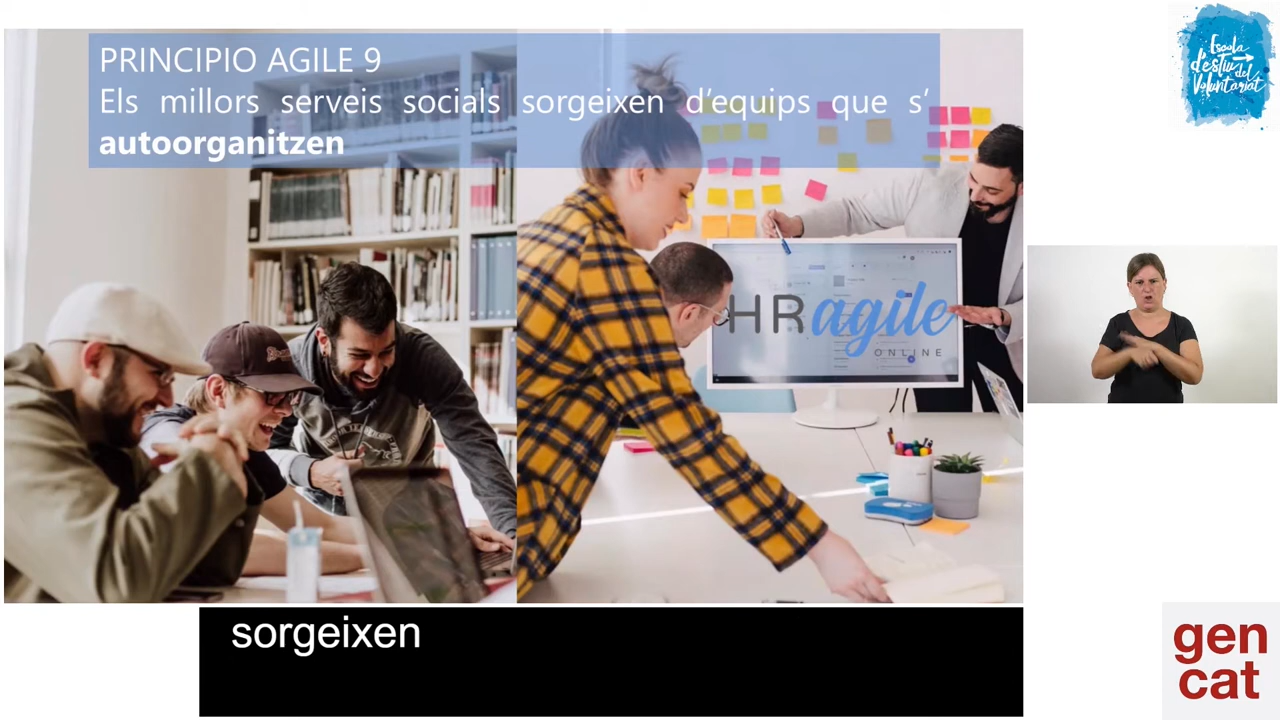 PRINCIPIO AGILE 9
Els millors serveis socials sorgeixen d'equips que s'
autoorganitzen
Escola
d'estiu del
Voluntariat
HRagile
ONLINE
sorgeixen
gen
cat